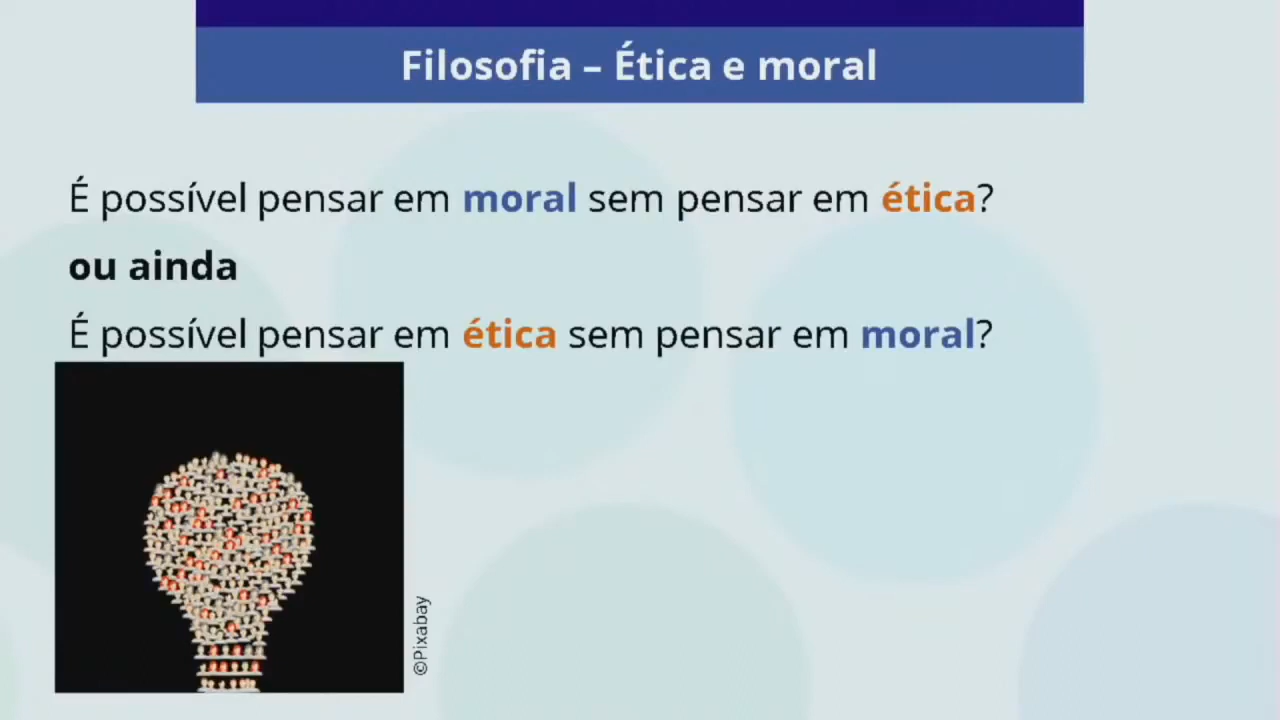 Filosofia – Ética e moral
É possível pensar em moral sem pensar em ética?
ou ainda
É possível pensar em ética sem pensar em moral?
©Pixabay